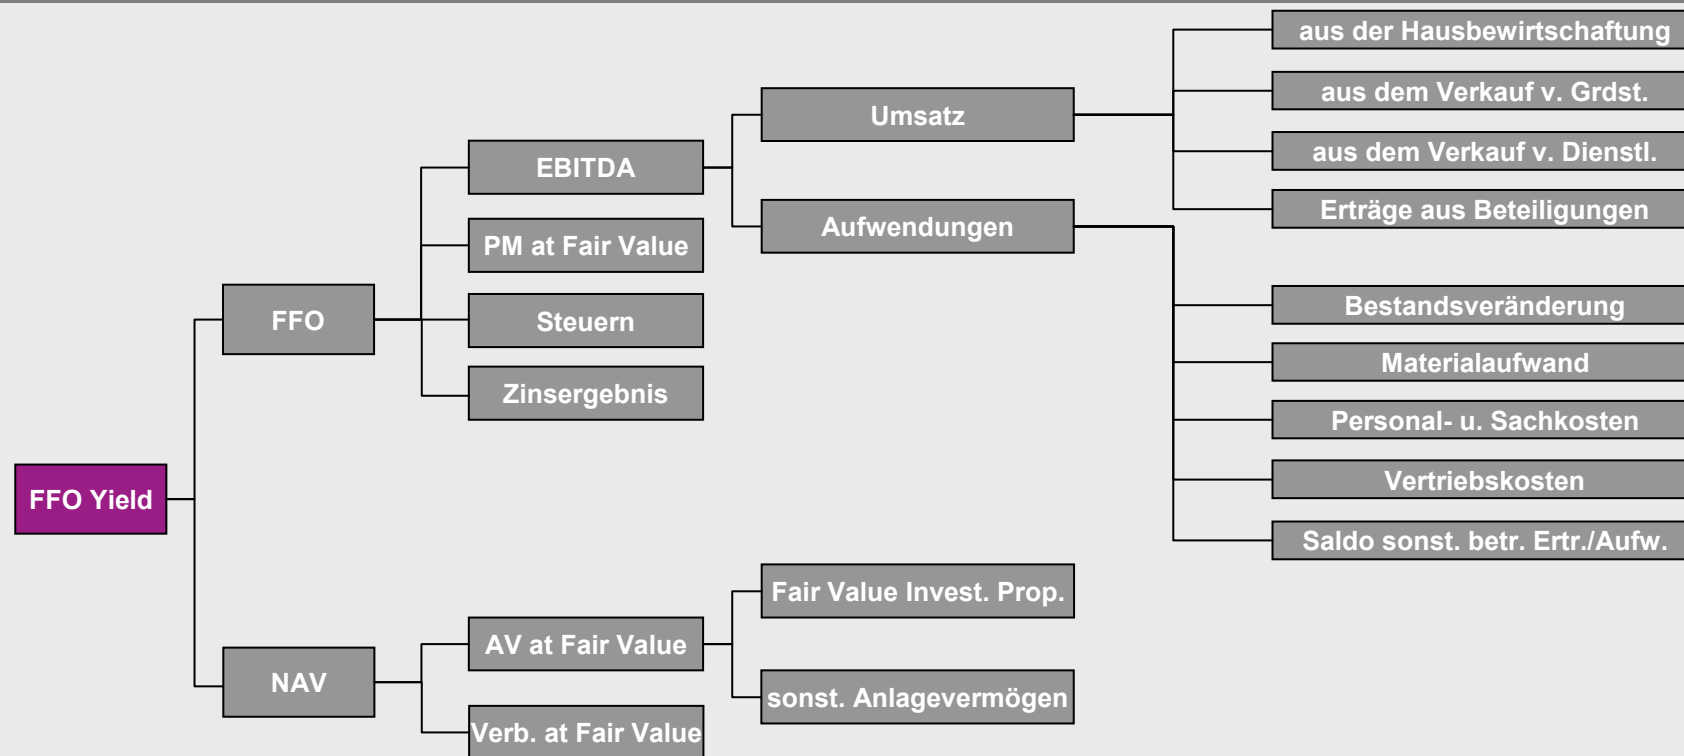 aus der Hausbewirtschaftung
aus dem Verkauf v. Grdst.
Umsatz
aus dem Verkauf v. Dienstl.
EBITDA
Erträge aus Beteiligungen
Aufwendungen
PM at Fair Value
Bestandsveränderung
FFO
Steuern
Materialaufwand
Zinsergebnis
Personal- u. Sachkosten
Vertriebskosten
FFO Yield
Saldo sonst. betr. Ertr./Aufw.
Fair Value Invest. Prop.
AV at Fair Value
NAV
sonst. Anlagevermögen
Verb. at Fair Value